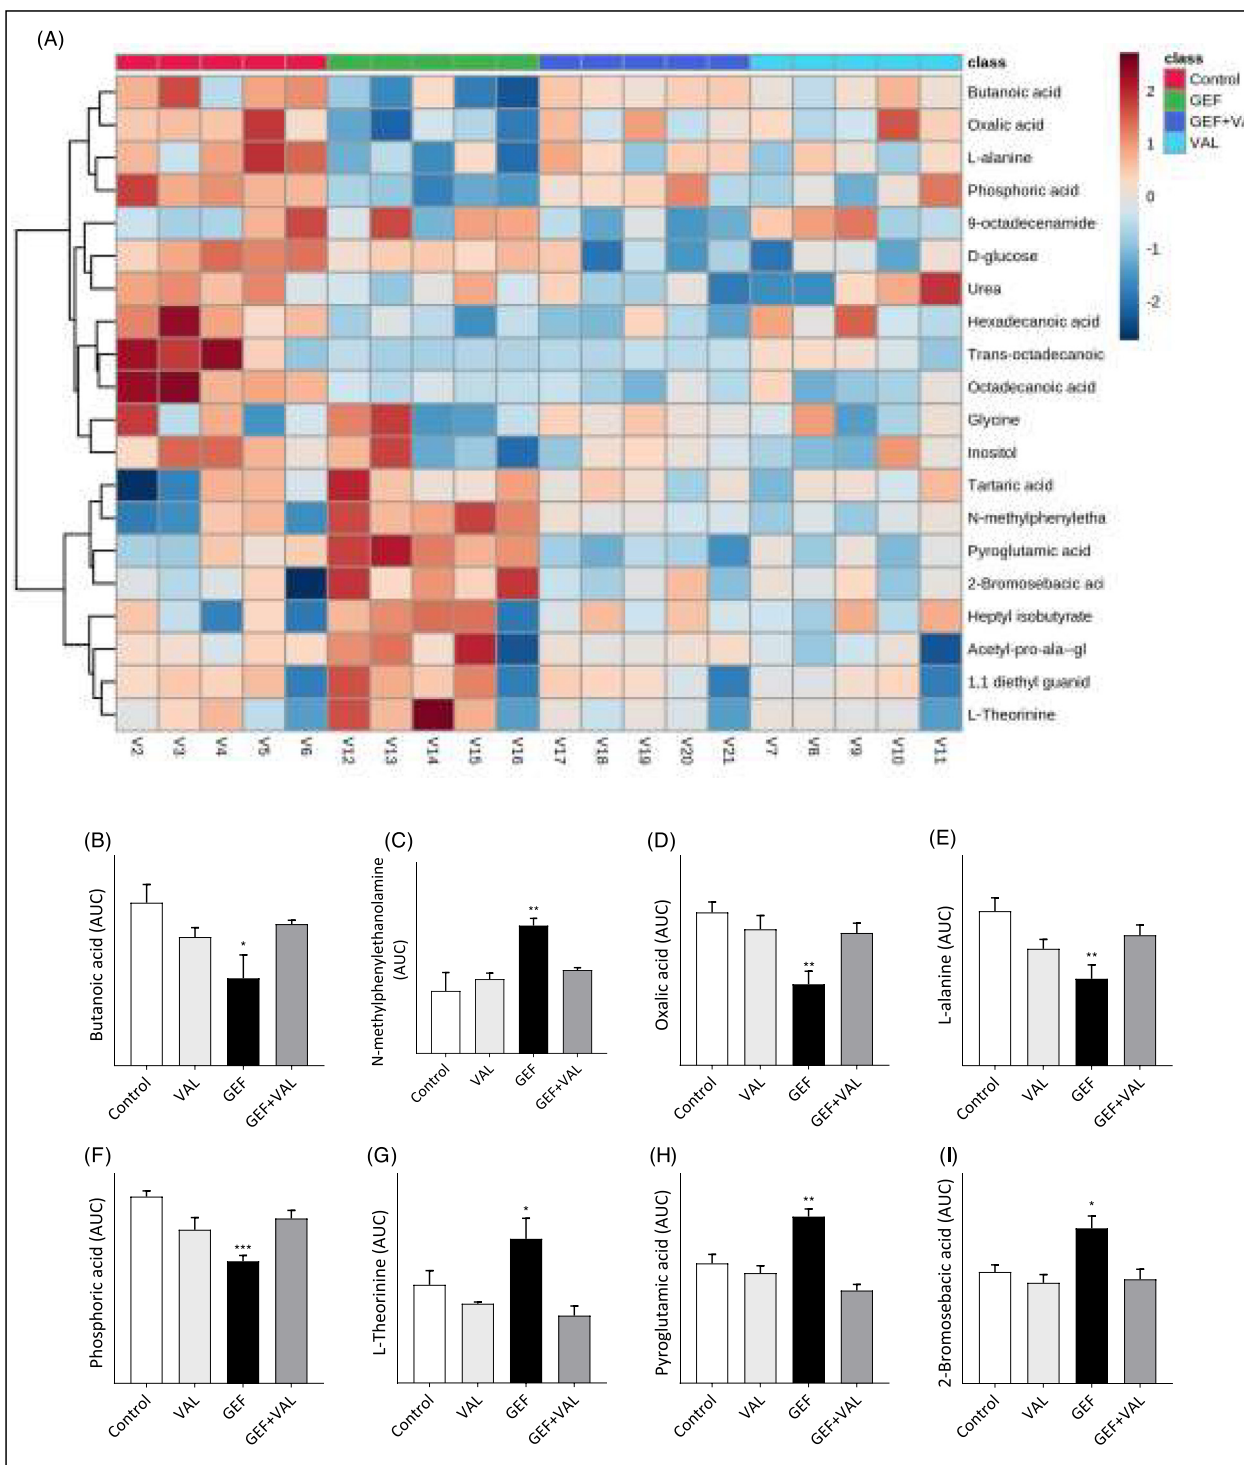 (A)
class
Butanoic acid
Oxalic acid
L-alanine
Phosphoric acid
9-octadecenamide
D-glucose
Urea
Hexadecanoic acid
Trans-octadecanoic
Octadecanoic acid
Glycine
Inositol
Tartaric acid
N-methylphenyletha
Pyroglutamic acid
2-Bromosebacic aci
Heptyl isobutyrate
Acetyl-pro-ala--gl
1,1 diethyl guanid
L-Theorinine
V2 V3 V4 V5 V6 V12 V13 V14 V15 V16 V17 V18 V19 V20 V21 V7 V8 V9 V10 V11
2
1
0
-1
-2
class
Control
GEF
GEF+VA
VAL
(B)
Butanoic acid (AUC)
*
Control VAL GEF GEF+VAL
(C)
N-methylphenylethanolamine
(AUC)
**
Control VAL GEF GEF+VAL
(D)
Oxalic acid (AUC)
**
Control VAL GEF GEF+VAL
(E)
L-alanine (AUC)
**
Control VAL GEF GEF+VAL
(F)
Phosphoric acid (AUC)
***
Control VAL GEF GEF+VAL
(G)
L-Theorinine (AUC)
*
Control VAL GEF GEF+VAL
(H)
Pyroglutamic acid (AUC)
**
Control VAL GEF GEF+VAL
(I)
2-Bromosebacic acid (AUC)
*
Control VAL GEF GEF+VAL